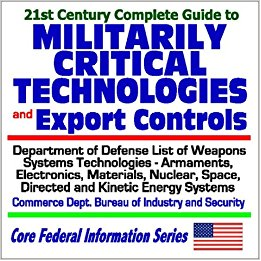 21st Century Complete Guide to
MILITARILY
CRITICAL
TECHNOLOGIES
and Export Controls
Department of Defense List of Weapons
Systems Technologies - Armaments,
Electronics, Materials, Nuclear, Space,
Directed and Kinetic Energy Systems
Commerce Dept. Bureau of Industry and Security
Core Federal Information Series